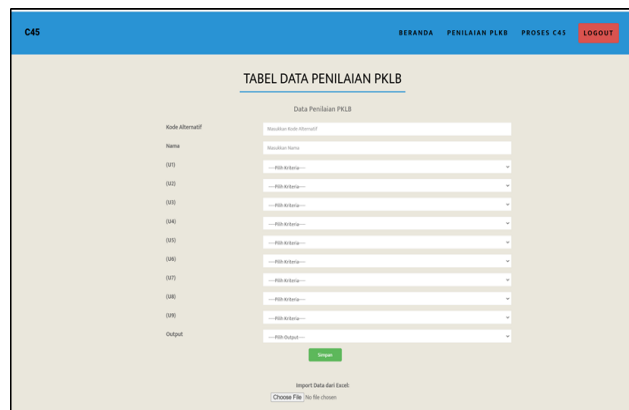 C45
BERANDA PENILAIAN PLKB PROSES C45 LOGOUT
TABEL DATA PENILAIAN PKLB
Data Penilaian PKLB
Kode Alternatif Masukkan Kode Alternatif
Nama Masukkan Nama
(U1) ----Pilih Kriteria----
(U2) ----Pilih Kriteria----
(U3) ----Pilih Kriteria----
(U4) ----Pilih Kriteria----
(U5) ----Pilih Kriteria----
(U6) ----Pilih Kriteria----
(U7) ----Pilih Kriteria----
(U8) ----Pilih Kriteria----
(U9) ----Pilih Kriteria----
Output ----Pilih Output----
Simpan
Import Data dari Excel:
Choose File No file chosen